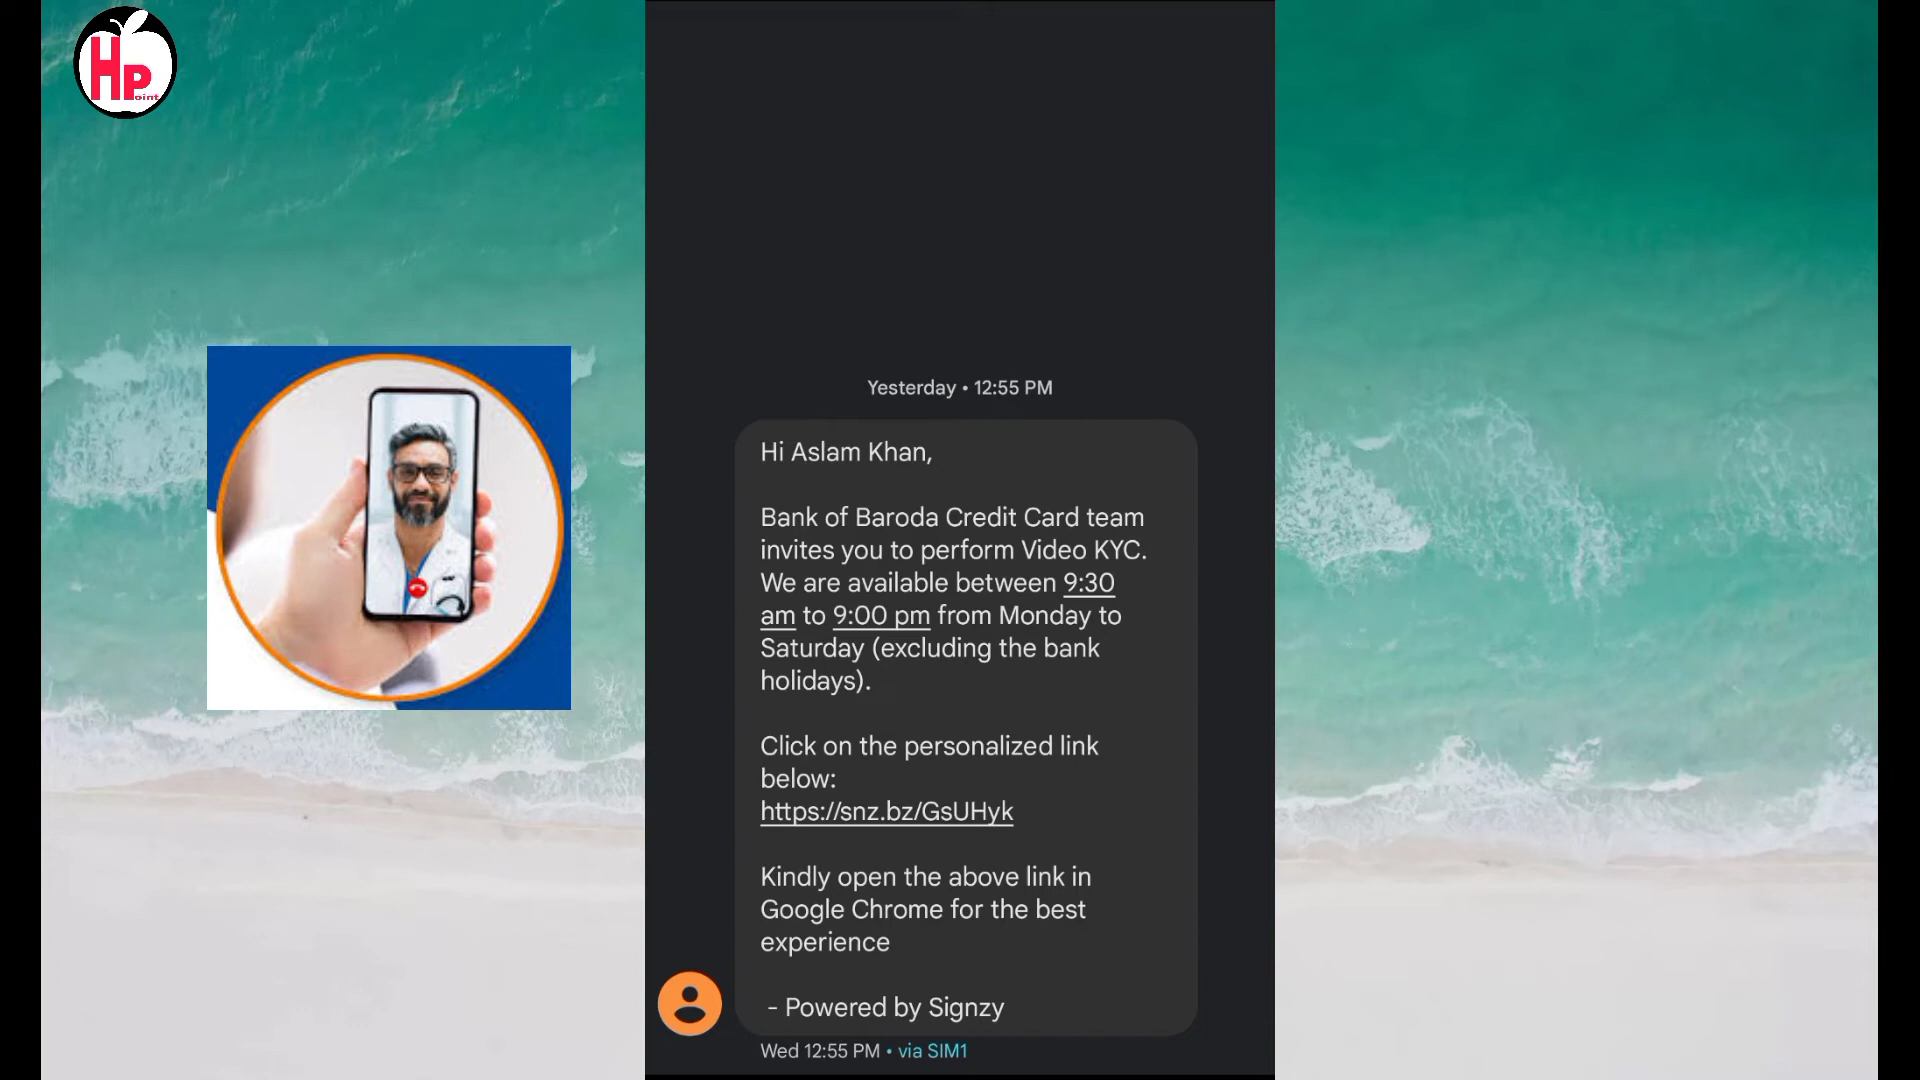 HP
oint
Yesterday • 12:55 PM
Hi Aslam Khan,
Bank of Baroda Credit Card team
invites you to perform Video KYC.
We are available between 9:30
am to 9:00 pm from Monday to
Saturday (excluding the bank
holidays).
Click on the personalized link
below:
https://snz.bz/GsUHyk
Kindly open the above link in
Google Chrome for the best
experience
- Powered by Signzy
Wed 12:55 PM • via SIM1